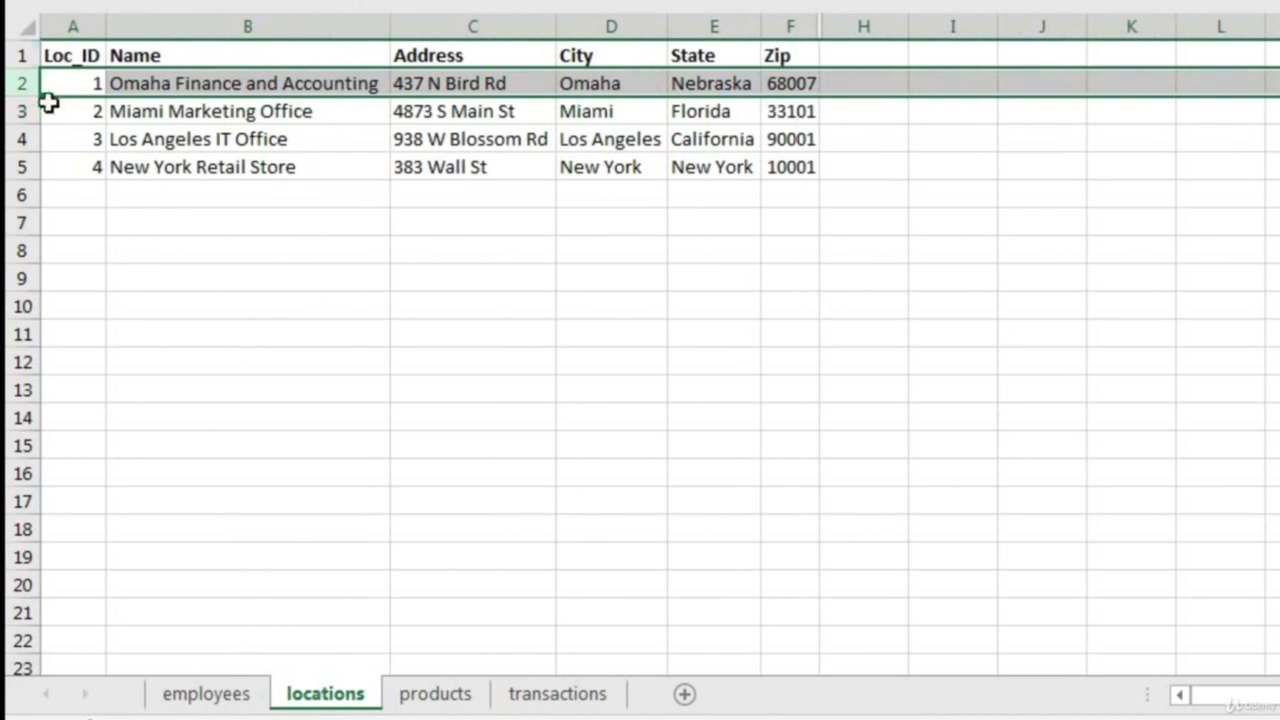 A B C D E F H I J K L
1 Loc_ID Name Address City State Zip
2 1 Omaha Finance and Accounting 437 N Bird Rd Omaha Nebraska 68007
3 2 Miami Marketing Office 4873 S Main St Miami Florida 33101
4 3 Los Angeles IT Office 938 W Blossom Rd Los Angeles California 90001
5 4 New York Retail Store 383 Wall St New York New York 10001
6
7
8
9
10
11
12
13
14
15
16
17
18
19
20
21
22
23
employees locations products transactions
Udemy